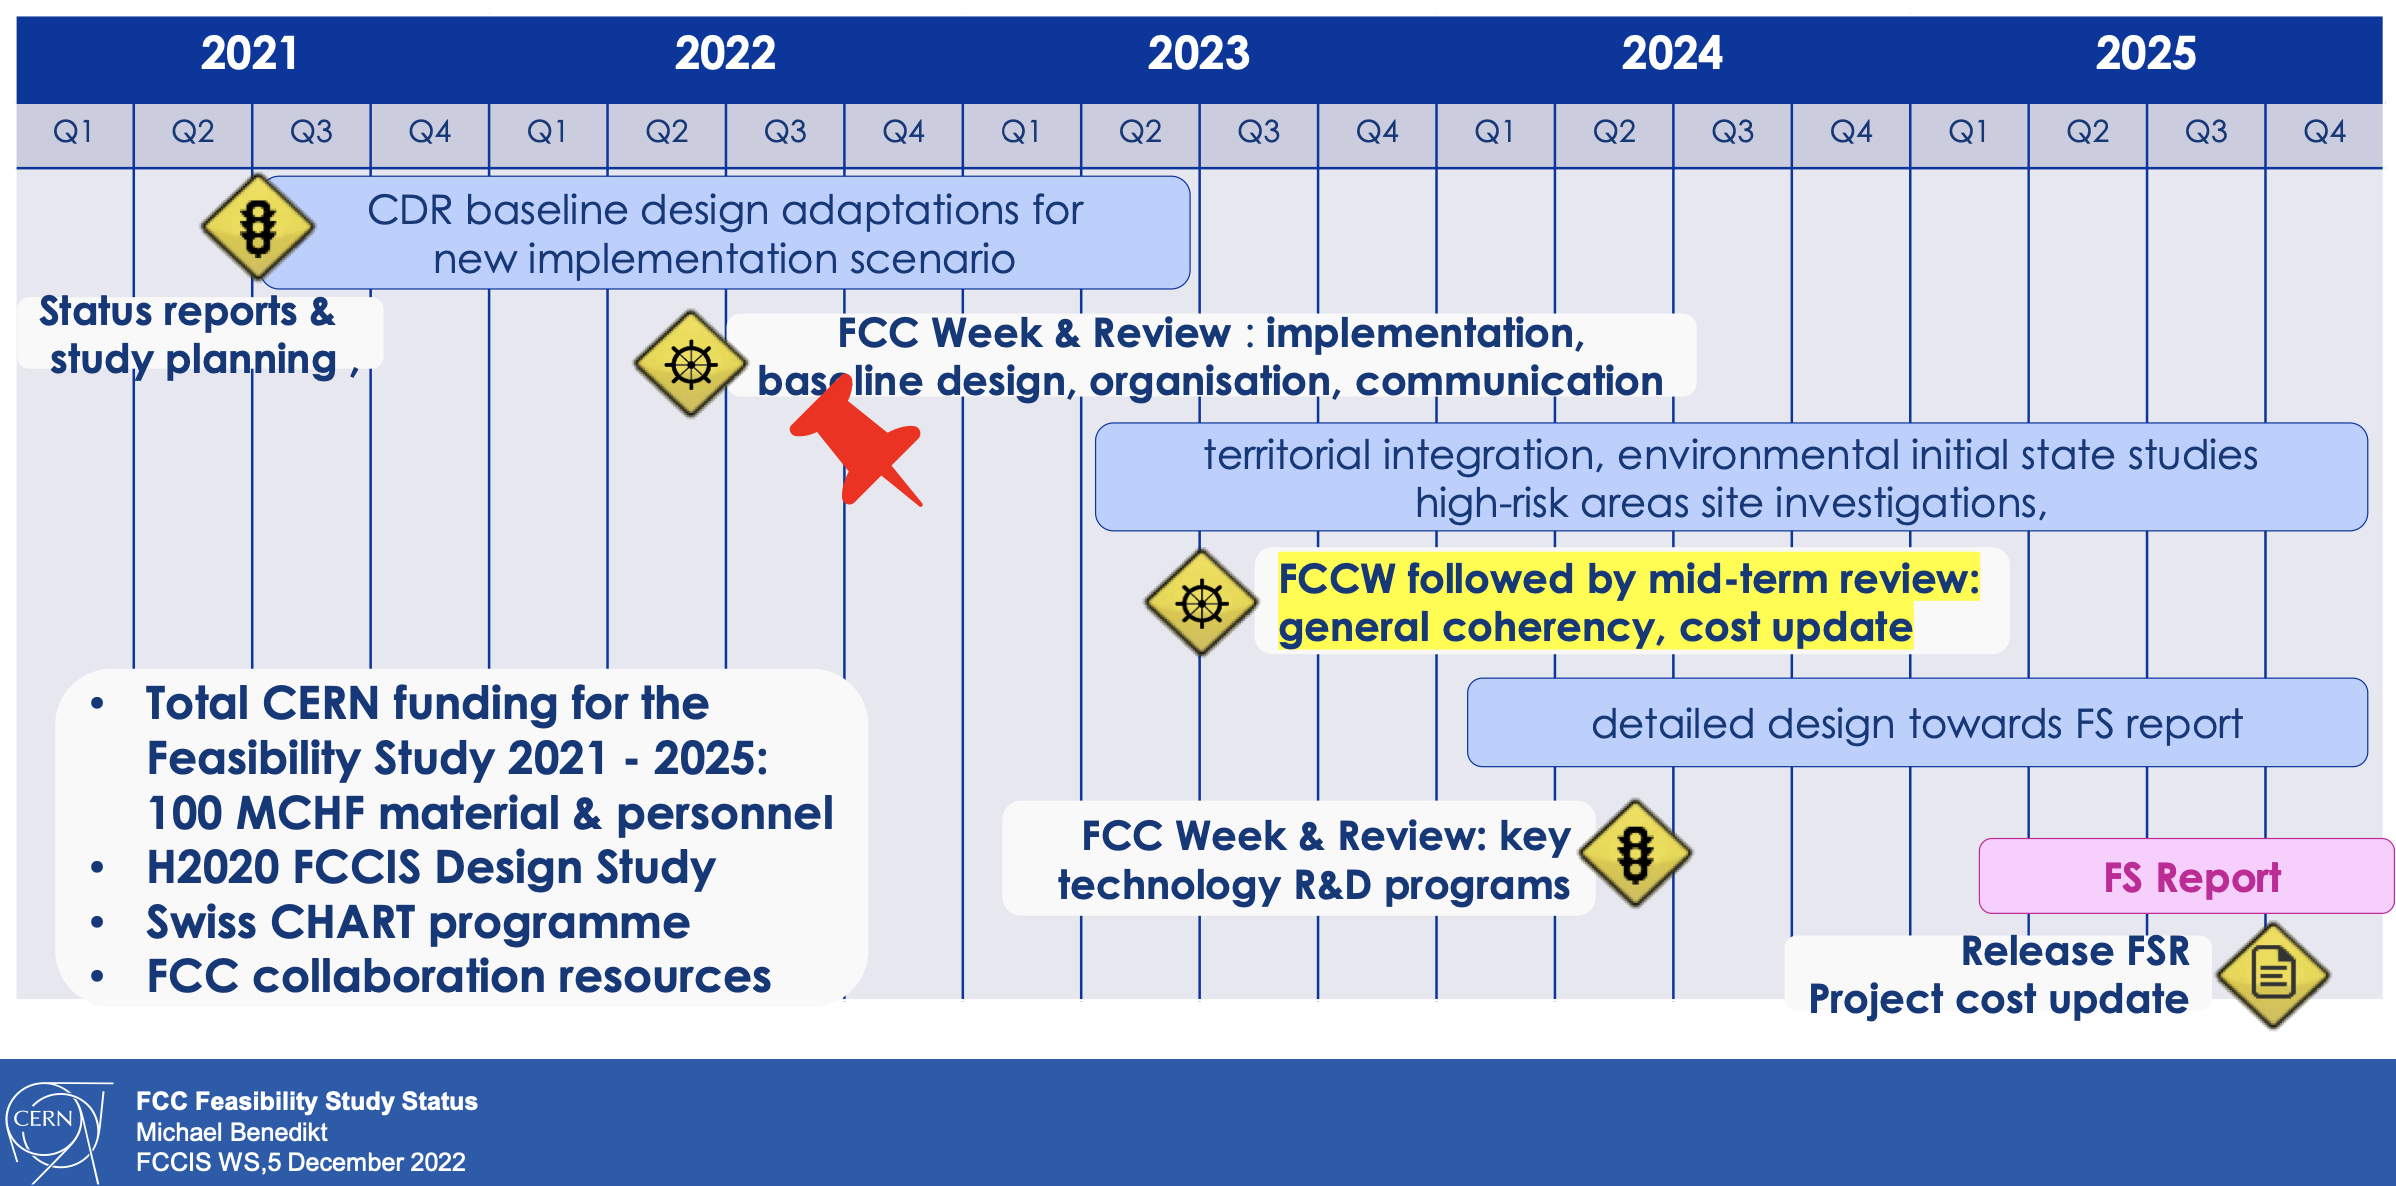 2021 2022 2023 2024 2025
Q1 Q2 Q3 Q4 Q1 Q2 Q3 Q4 Q1 Q2 Q3 Q4 Q1 Q2 Q3 Q4 Q1 Q2 Q3 Q4
CDR baseline design adaptations for
new implementation scenario
Status reports &
study planning ,
FCC Week & Review : implementation,
baseline design, organisation, communication
territorial integration, environmental initial state studies
high-risk areas site investigations,
FCCW followed by mid-term review:
general coherency, cost update
detailed design towards FS report
• Total CERN funding for the
Feasibility Study 2021 - 2025:
100 MCHF material & personnel
• H2020 FCCIS Design Study
• Swiss CHART programme
• FCC collaboration resources
FCC Week & Review: key
technology R&D programs
FS Report
Release FSR
Project cost update
CERN
FCC Feasibility Study Status
Michael Benedikt
FCCIS WS,5 December 2022